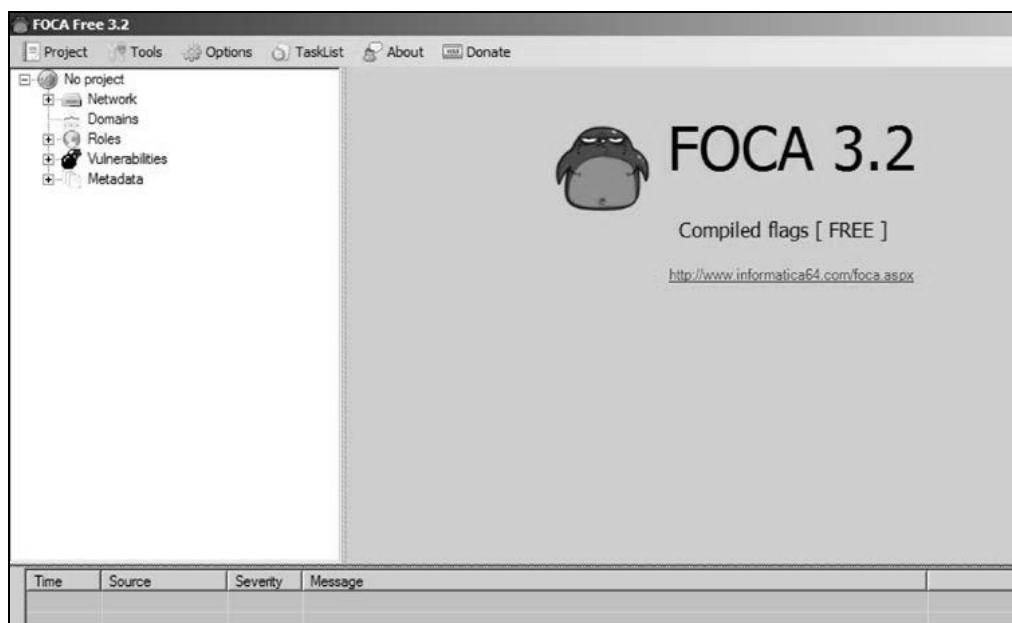 FOCA Free 3.2
Project Tools Options TaskList About Donate
No project
Network
Domains
Roles
Vulnerabilities
Metadata
FOCA 3.2
Compiled flags [ FREE ]
http://www.informatica64.com/foca.aspx
Time Source Severity Message